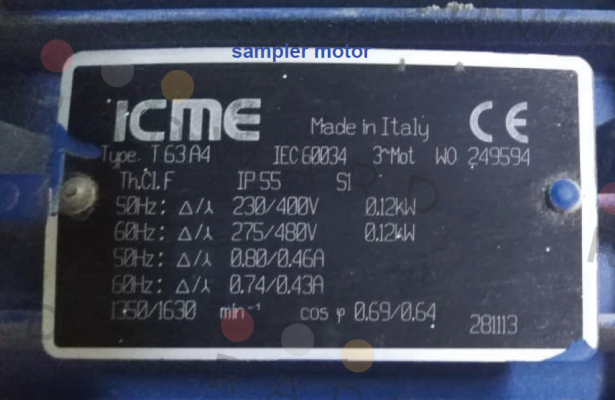 sampler motor
ICME
Made in Italy CE
Type. T 63 A4 IEC 60034 3~Mot WO 249594
Th.Cl. F IP 55 S1
50Hz: Δ/⅄ 230/400V 0.12kW
60Hz: Δ/⅄ 275/480V 0.12kW
50Hz: Δ/⅄ 0.80/0.46A
60Hz: Δ/⅄ 0.74/0.43A
1350/1630 min⁻¹ cos φ 0.69/0.64
281113